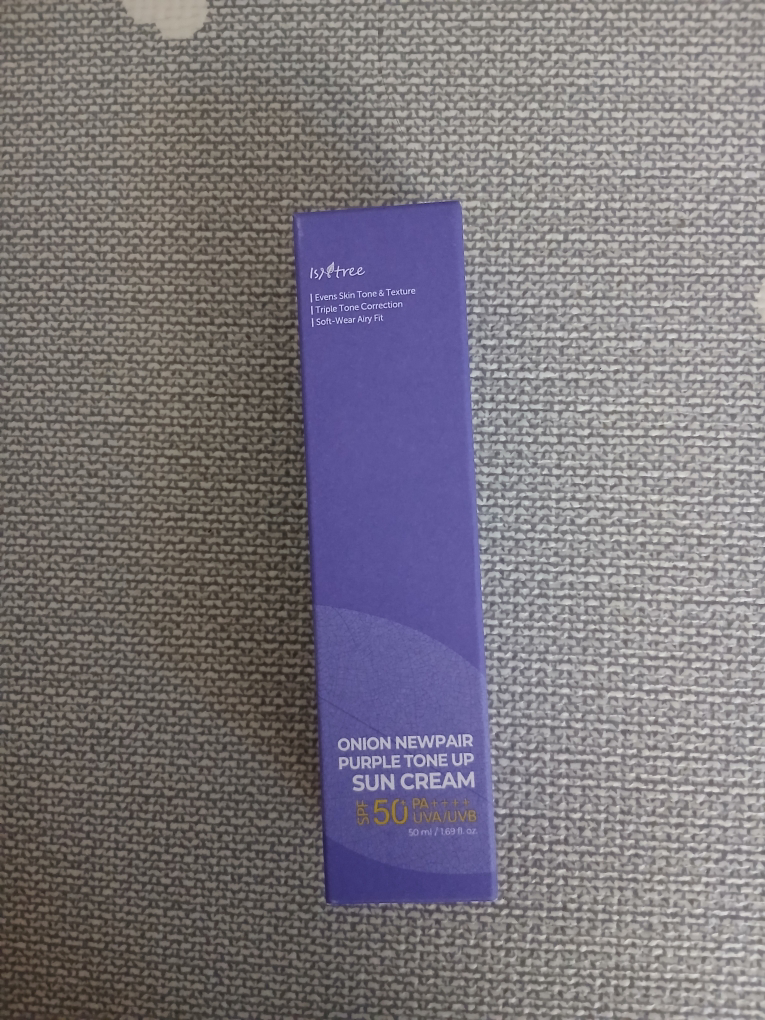 Isntree
Evens Skin Tone & Texture
Triple Tone Correction
Soft-Wear Airy Fit
ONION NEWPAIR
PURPLE TONE UP
SUN CREAM
SPF 50+ PA++++
UVA/UVB
50 ml / 1.69 fl. oz.